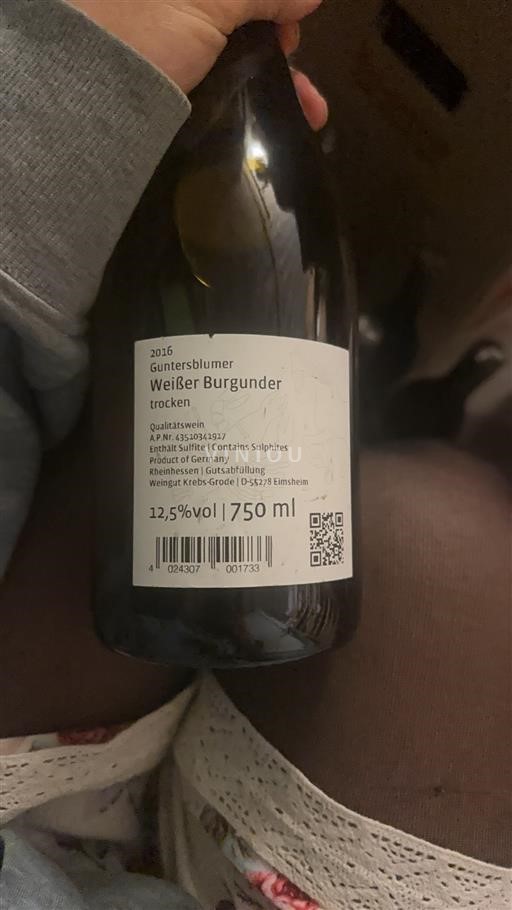 2016
Guntersblumer
Weißer Burgunder
trocken
Qualitätswein
A.P.Nr. 43510341917
Enthält Sulfite | Contains Sulphites
Product of Germany
Rheinhessen | Gutsabfüllung
Weingut Krebs-Grode | D-55278 Eimsheim
12,5%vol | 750 ml
4 024307 001733